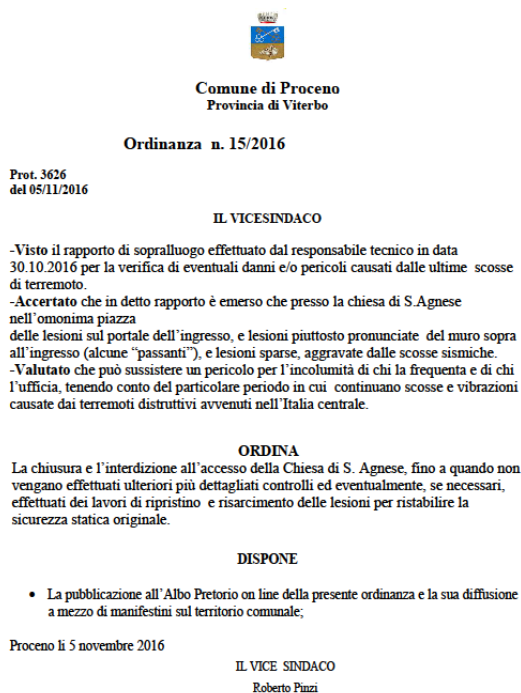 Comune di Proceno
Provincia di Viterbo
Ordinanza n. 15/2016
Prot. 3626
del 05/11/2016
IL VICESINDACO
-Visto il rapporto di sopralluogo effettuato dal responsabile tecnico in data
30.10.2016 per la verifica di eventuali danni e/o pericoli causati dalle ultime scosse
di terremoto.
-Accertato che in detto rapporto è emerso che presso la chiesa di S.Agnese
nell'omonima piazza
delle lesioni sul portale dell'ingresso, e lesioni piuttosto pronunciate del muro sopra
all'ingresso (alcune "passanti"), e lesioni sparse, aggravate dalle scosse sismiche.
-Valutato che può sussistere un pericolo per l'incolumità di chi la frequenta e di chi
l'ufficia, tenendo conto del particolare periodo in cui continuano scosse e vibrazioni
causate dai terremoti distruttivi avvenuti nell'Italia centrale.
ORDINA
La chiusura e l'interdizione all'accesso della Chiesa di S. Agnese, fino a quando non
vengano effettuati ulteriori più dettagliati controlli ed eventualmente, se necessari,
effettuati dei lavori di ripristino e risarcimento delle lesioni per ristabilire la
sicurezza statica originale.
DISPONE
• La pubblicazione all'Albo Pretorio on line della presente ordinanza e la sua diffusione
a mezzo di manifestini sul territorio comunale;
Proceno li 5 novembre 2016
IL VICE SINDACO
Roberto Pinzi